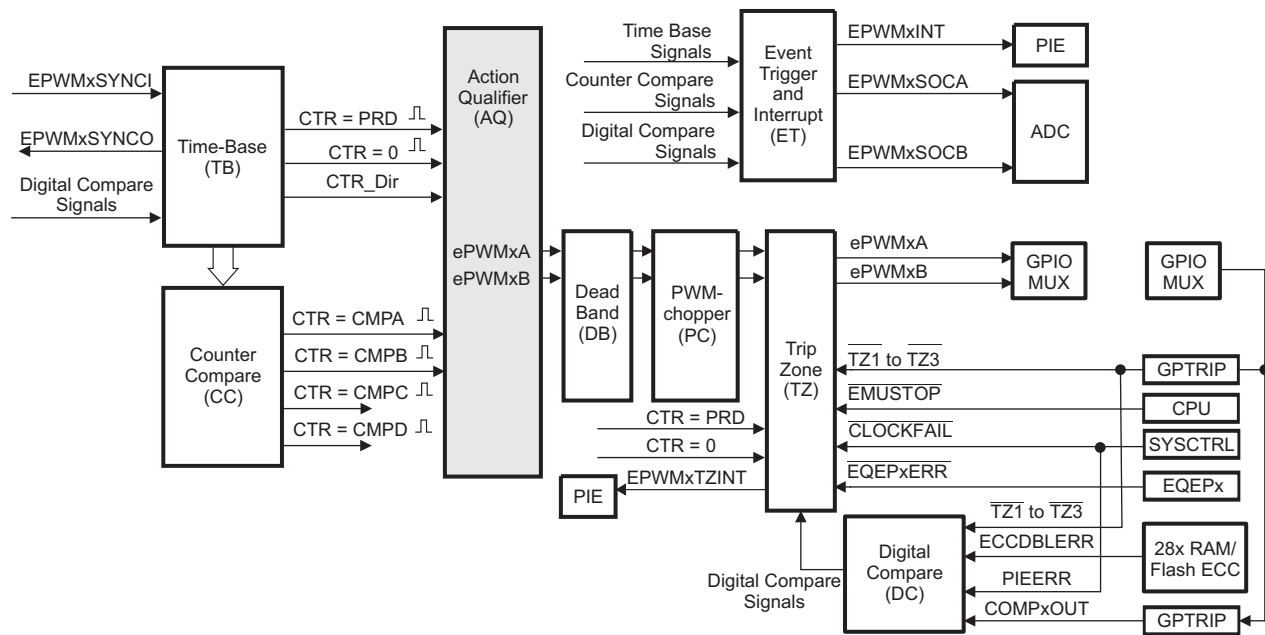 EPWMxSYNCI
EPWMxSYNCO
Digital Compare
Signals
Time-Base
(TB)
CTR = PRD
CTR = 0
CTR_Dir
Counter
Compare
(CC)
CTR = CMPA
CTR = CMPB
CTR = CMPC
CTR = CMPD
Action
Qualifier
(AQ)
ePWMxA
ePWMxB
Time Base
Signals
Counter Compare
Signals
Digital Compare
Signals
Event
Trigger
and
Interrupt
(ET)
EPWMxINT
EPWMxSOCA
EPWMxSOCB
PIE
ADC
Dead
Band
(DB)
PWM-
chopper
(PC)
Trip
Zone
(TZ)
CTR = PRD
CTR = 0
EPWMxTZINT
PIE
ePWMxA
ePWMxB
GPIO
MUX
GPIO
MUX
TZ1 to TZ3
GPTRIP
EMUSTOP
CPU
CLOCKFAIL
SYSCTRL
EQEPxERR
EQEPx
Digital Compare
Signals
Digital
Compare
(DC)
TZ1 to TZ3
ECCDBLERR
28x RAM/
Flash ECC
PIEERR
COMPxOUT
GPTRIP